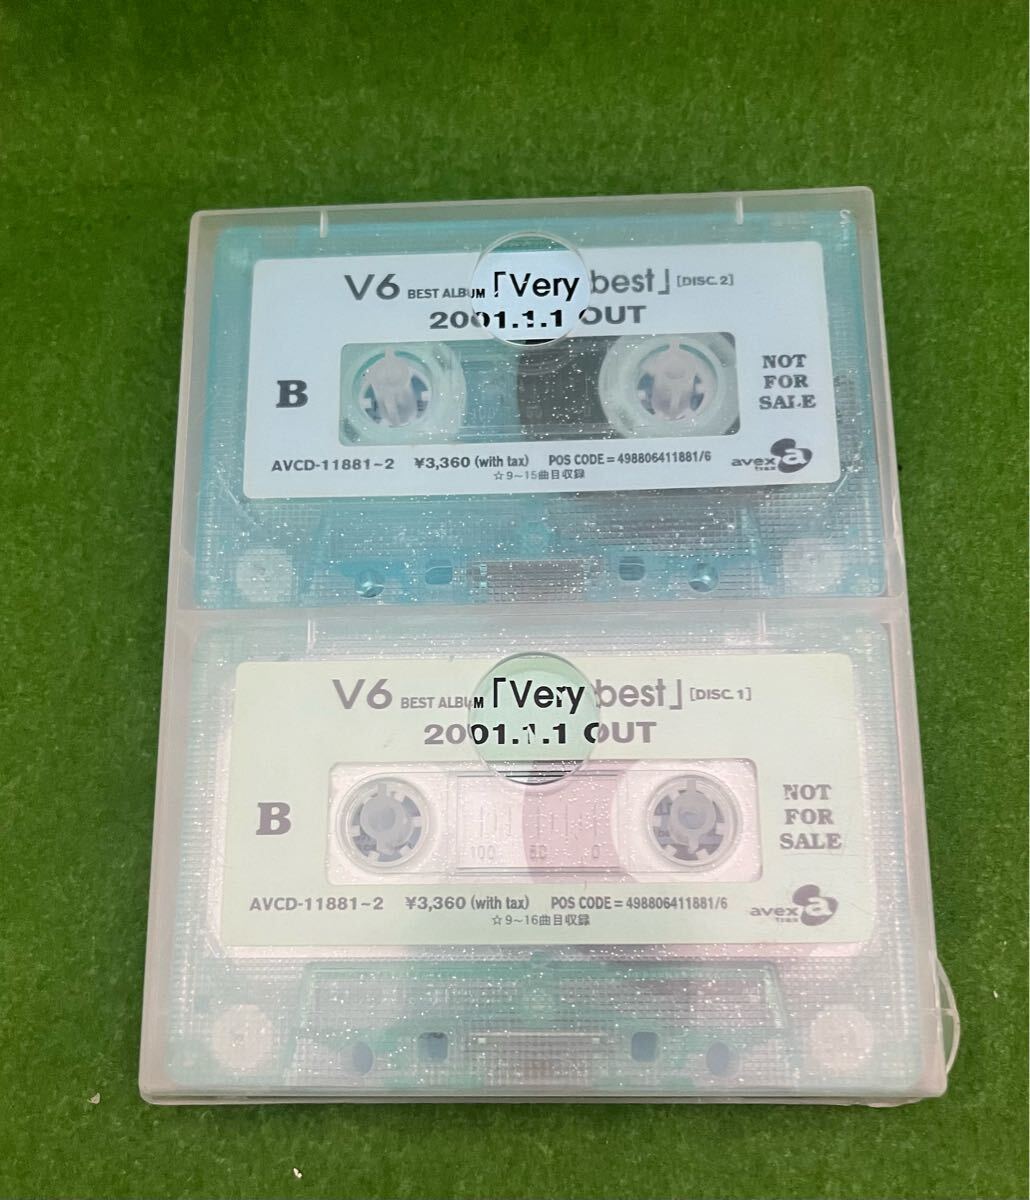 V6 BEST ALBUM「Very best」[DISC.2]
2001.1.1 OUT
B
NOT
FOR
SALE
AVCD-11881~2 ¥3,360 (with tax) POS CODE = 498806411881/6
☆9~15曲目収録
avex
trax
V6 BEST ALBUM「Very best」[DISC.1]
2001.1.1 OUT
B
100 50 0
NOT
FOR
SALE
AVCD-11881~2 ¥3,360 (with tax) POS CODE = 498806411881/6
☆9~16曲目収録
avex
trax